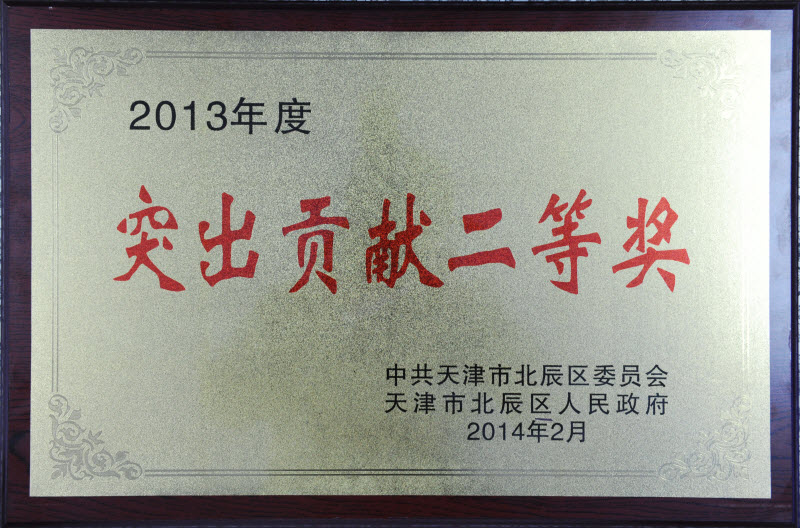 2013年度
突出贡献二等奖
中共天津市北辰区委员会
天津市北辰区人民政府
2014年2月